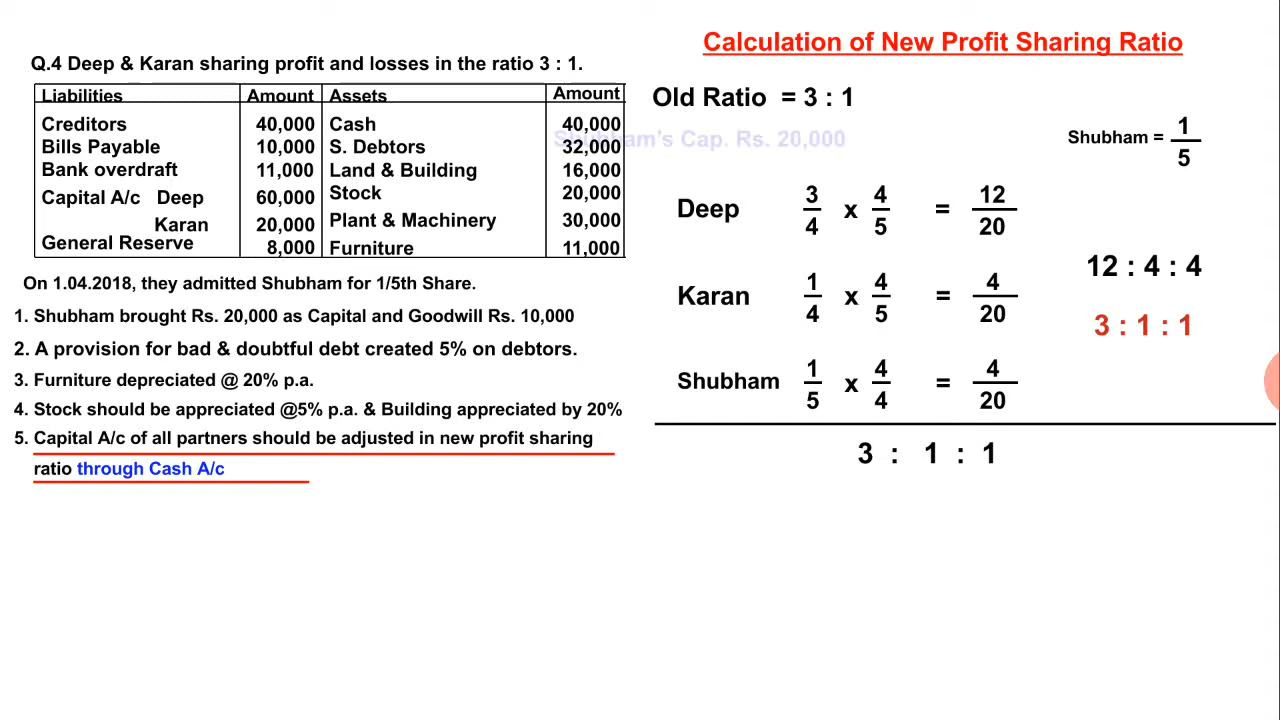 Q.4 Deep & Karan sharing profit and losses in the ratio 3 : 1.
Liabilities Amount Assets Amount
Creditors 40,000 Cash 40,000
Bills Payable 10,000 S. Debtors 32,000
Bank overdraft 11,000 Land & Building 16,000
Capital A/c Deep 60,000 Stock 20,000
Karan 20,000 Plant & Machinery 30,000
General Reserve 8,000 Furniture 11,000
On 1.04.2018, they admitted Shubham for 1/5th Share.
1. Shubham brought Rs. 20,000 as Capital and Goodwill Rs. 10,000
2. A provision for bad & doubtful debt created 5% on debtors.
3. Furniture depreciated @ 20% p.a.
4. Stock should be appreciated @5% p.a. & Building appreciated by 20%
5. Capital A/c of all partners should be adjusted in new profit sharing
ratio through Cash A/c
Calculation of New Profit Sharing Ratio
Old Ratio = 3 : 1
Shubham's Cap. Rs. 20,000
Shubham = 1/5
Deep 3/4 x 4/5 = 12/20
Karan 1/4 x 4/5 = 4/20
Shubham 1/5 x 4/4 = 4/20
12 : 4 : 4
3 : 1 : 1
3 : 1 : 1